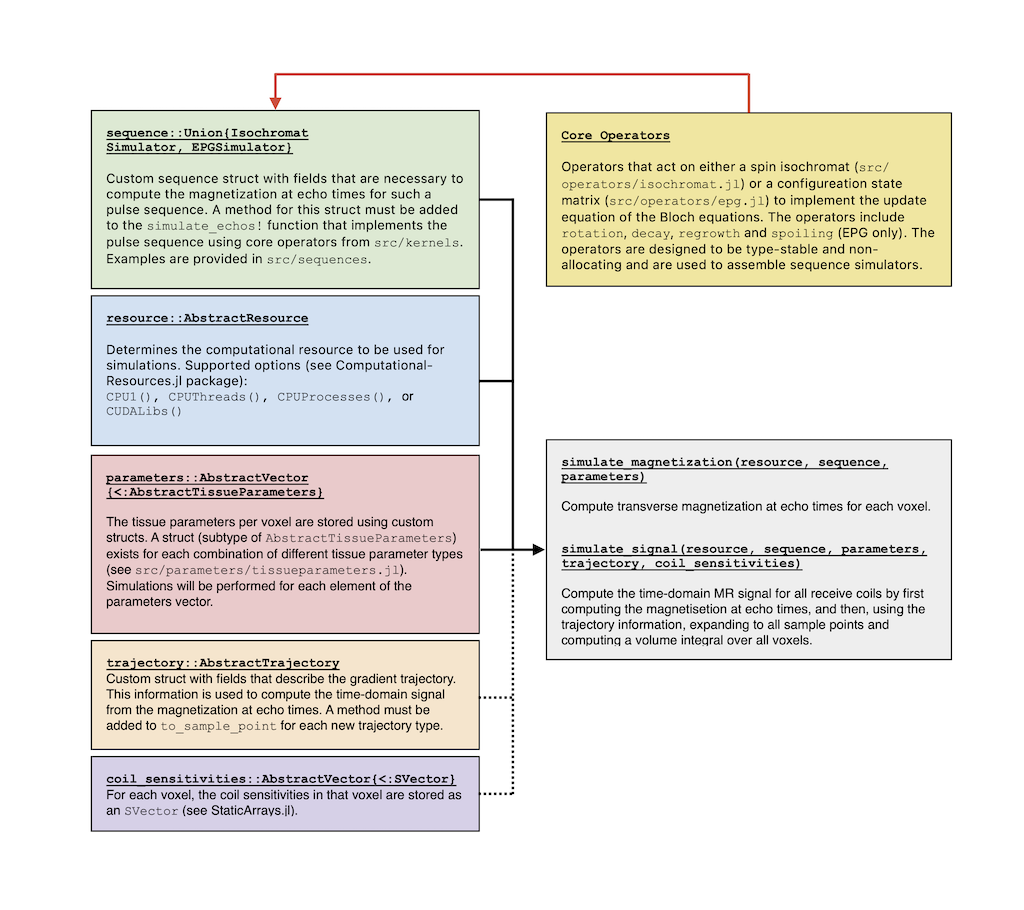 sequence::Union{Isochromat
Simulator, EPGSimulator}
Custom sequence struct with fields that are necessary to
compute the magnetization at echo times for such a
pulse sequence. A method for this struct must be added
to the simulate_echos! function that implements the
pulse sequence using core operators from src/kernels.
Examples are provided in src/sequences.
resource::AbstractResource
Determines the computational resource to be used for
simulations. Supported options (see Computational-
Resources.jl package):
CPU1(), CPUThreads(), CPUProcesses(), or
CUDALibs()
parameters::AbstractVector
{<:AbstractTissueParameters}
The tissue parameters per voxel are stored using custom
structs. A struct (subtype of AbstractTissueParameters)
exists for each combination of different tissue parameter types
(see src/parameters/tissueparameters.jl).
Simulations will be performed for each element of the
parameters vector.
trajectory::AbstractTrajectory
Custom struct with fields that describe the gradient trajectory.
This information is used to compute the time-domain signal
from the magnetization at echo times. A method must be
added to to_sample_point for each new trajectory type.
coil_sensitivities::AbstractVector{<:SVector}
For each voxel, the coil sensitivities in that voxel are stored as
an SVector (see StaticArrays.jl).
Core Operators
Operators that act on either a spin isochromat (src/
operators/isochromat.jl) or a configureation state
matrix (src/operators/epg.jl) to implement the update
equation of the Bloch equations. The operators include
rotation, decay, regrowth and spoiling (EPG only). The
operators are designed to be type-stable and non-
allocating and are used to assemble sequence simulators.
simulate_magnetization(resource, sequence,
parameters)
Compute transverse magnetization at echo times for each voxel.
simulate_signal(resource, sequence, parameters,
trajectory, coil_sensitivities)
Compute the time-domain MR signal for all receive coils by first
computing the magnetisetion at echo times, and then, using the
trajectory information, expanding to all sample points and
computing a volume integral over all voxels.